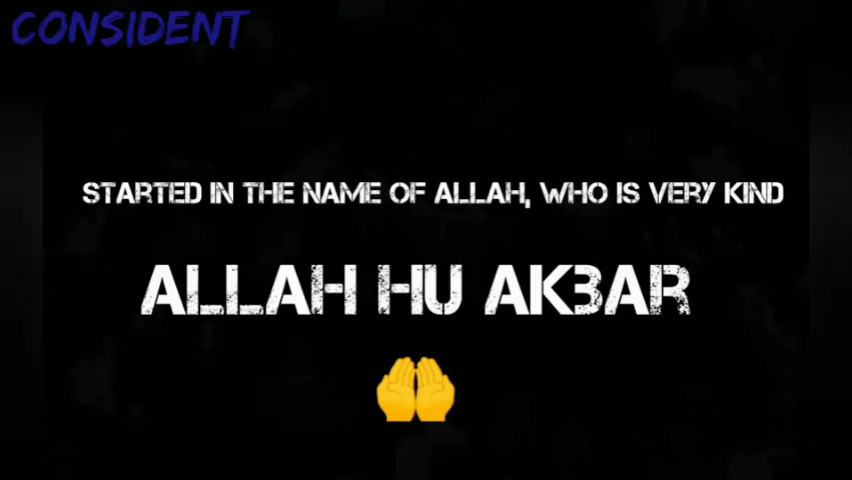 CONSIDENT
STARTED IN THE NAME OF ALLAH, WHO IS VERY KIND
ALLAH HU AKBAR